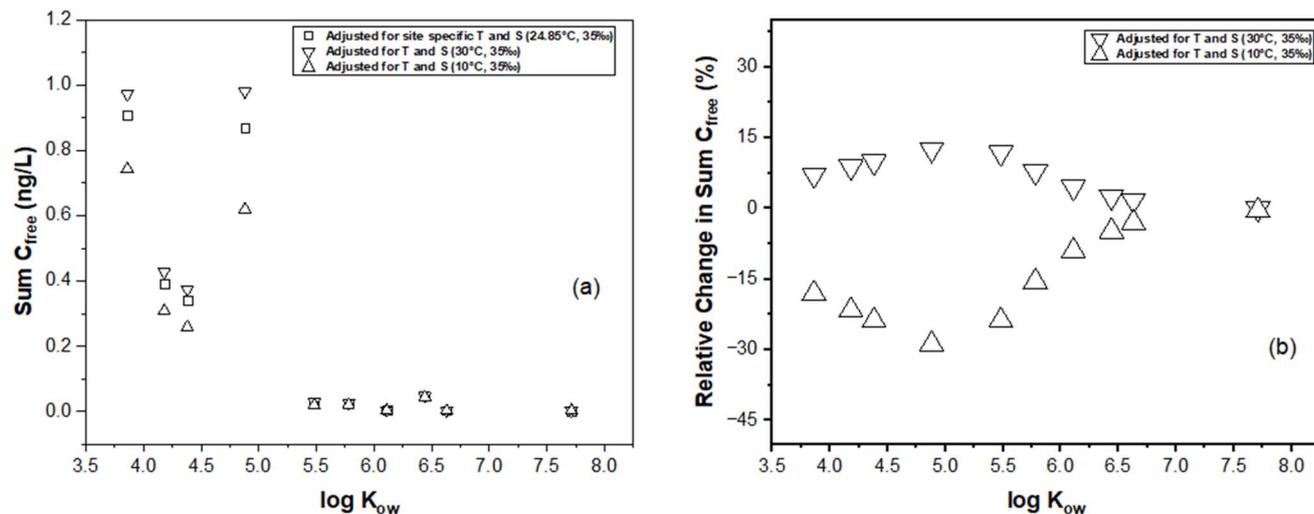 1.2
1.0
0.8
0.6
0.4
0.2
0.0
Sum C_free (ng/L)
Adjusted for site specific T and S (24.85°C, 35‰)
Adjusted for T and S (30°C, 35‰)
Adjusted for T and S (10°C, 35‰)
(a)
3.5 4.0 4.5 5.0 5.5 6.0 6.5 7.0 7.5 8.0
log K_ow
30
15
0
−15
−30
−45
Relative Change in Sum C_free (%)
Adjusted for T and S (30°C, 35‰)
Adjusted for T and S (10°C, 35‰)
(b)
3.5 4.0 4.5 5.0 5.5 6.0 6.5 7.0 7.5 8.0
log K_ow